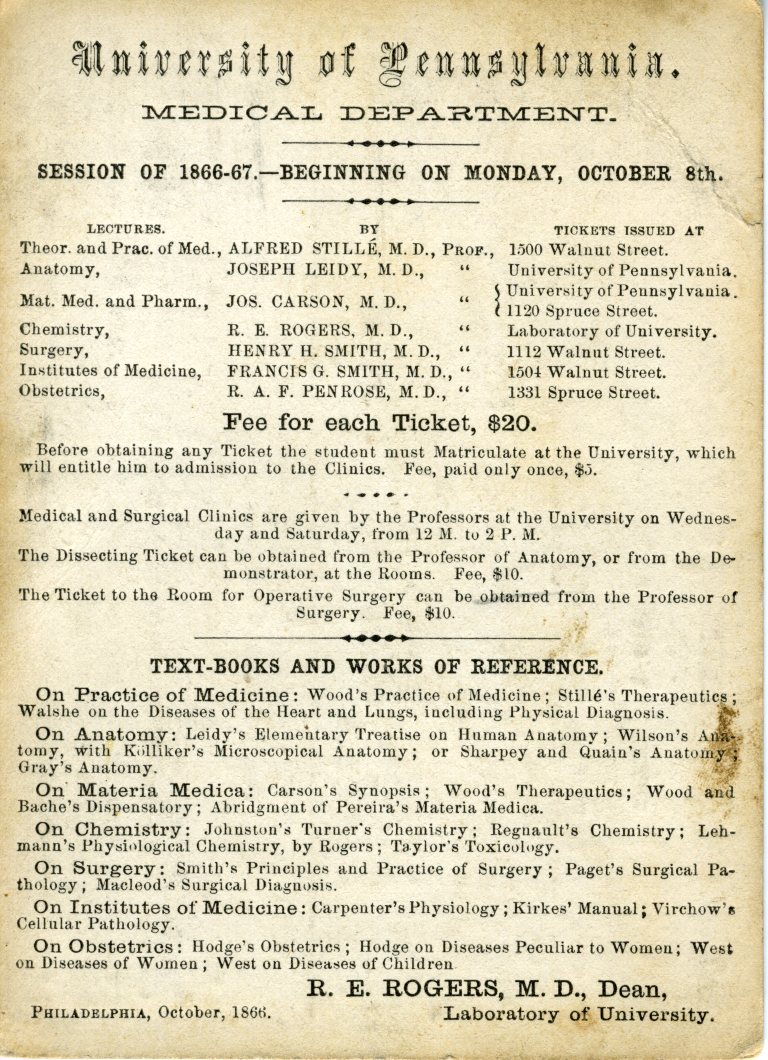 University of Pennsylvania.
MEDICAL DEPARTMENT.
SESSION OF 1866-67.—BEGINNING ON MONDAY, OCTOBER 8th.
LECTURES. BY TICKETS ISSUED AT
Theor. and Prac. of Med., ALFRED STILLÉ, M. D., PROF., 1500 Walnut Street.
Anatomy, JOSEPH LEIDY, M. D., “ University of Pennsylvania.
Mat. Med. and Pharm., JOS. CARSON, M. D., “ { University of Pennsylvania.
1120 Spruce Street.
Chemistry, R. E. ROGERS, M. D., “ Laboratory of University.
Surgery, HENRY H. SMITH, M. D., “ 1112 Walnut Street.
Institutes of Medicine, FRANCIS G. SMITH, M. D., “ 1504 Walnut Street.
Obstetrics, R. A. F. PENROSE, M. D., “ 1331 Spruce Street.
Fee for each Ticket, $20.
Before obtaining any Ticket the student must Matriculate at the University, which
will entitle him to admission to the Clinics. Fee, paid only once, $5.
Medical and Surgical Clinics are given by the Professors at the University on Wednes-
day and Saturday, from 12 M. to 2 P. M.
The Dissecting Ticket can be obtained from the Professor of Anatomy, or from the De-
monstrator, at the Rooms. Fee, $10.
The Ticket to the Room for Operative Surgery can be obtained from the Professor of
Surgery. Fee, $10.
TEXT-BOOKS AND WORKS OF REFERENCE.
On Practice of Medicine: Wood's Practice of Medicine; Stillé's Therapeutics;
Walshe on the Diseases of the Heart and Lungs, including Physical Diagnosis.
On Anatomy: Leidy's Elementary Treatise on Human Anatomy; Wilson's Ana-
tomy, with Kölliker's Microscopical Anatomy; or Sharpey and Quain's Anatomy;
Gray's Anatomy.
On Materia Medica: Carson's Synopsis; Wood's Therapeutics; Wood and
Bache's Dispensatory; Abridgment of Pereira's Materia Medica.
On Chemistry: Johnston's Turner's Chemistry; Regnault's Chemistry; Leh-
mann's Physiological Chemistry, by Rogers; Taylor's Toxicology.
On Surgery: Smith's Principles and Practice of Surgery; Paget's Surgical Pa-
thology; Macleod's Surgical Diagnosis.
On Institutes of Medicine: Carpenter's Physiology; Kirkes' Manual; Virchow's
Cellular Pathology.
On Obstetrics: Hodge's Obstetrics; Hodge on Diseases Peculiar to Women; West
on Diseases of Women; West on Diseases of Children
R. E. ROGERS, M. D., Dean,
PHILADELPHIA, October, 1866. Laboratory of University.